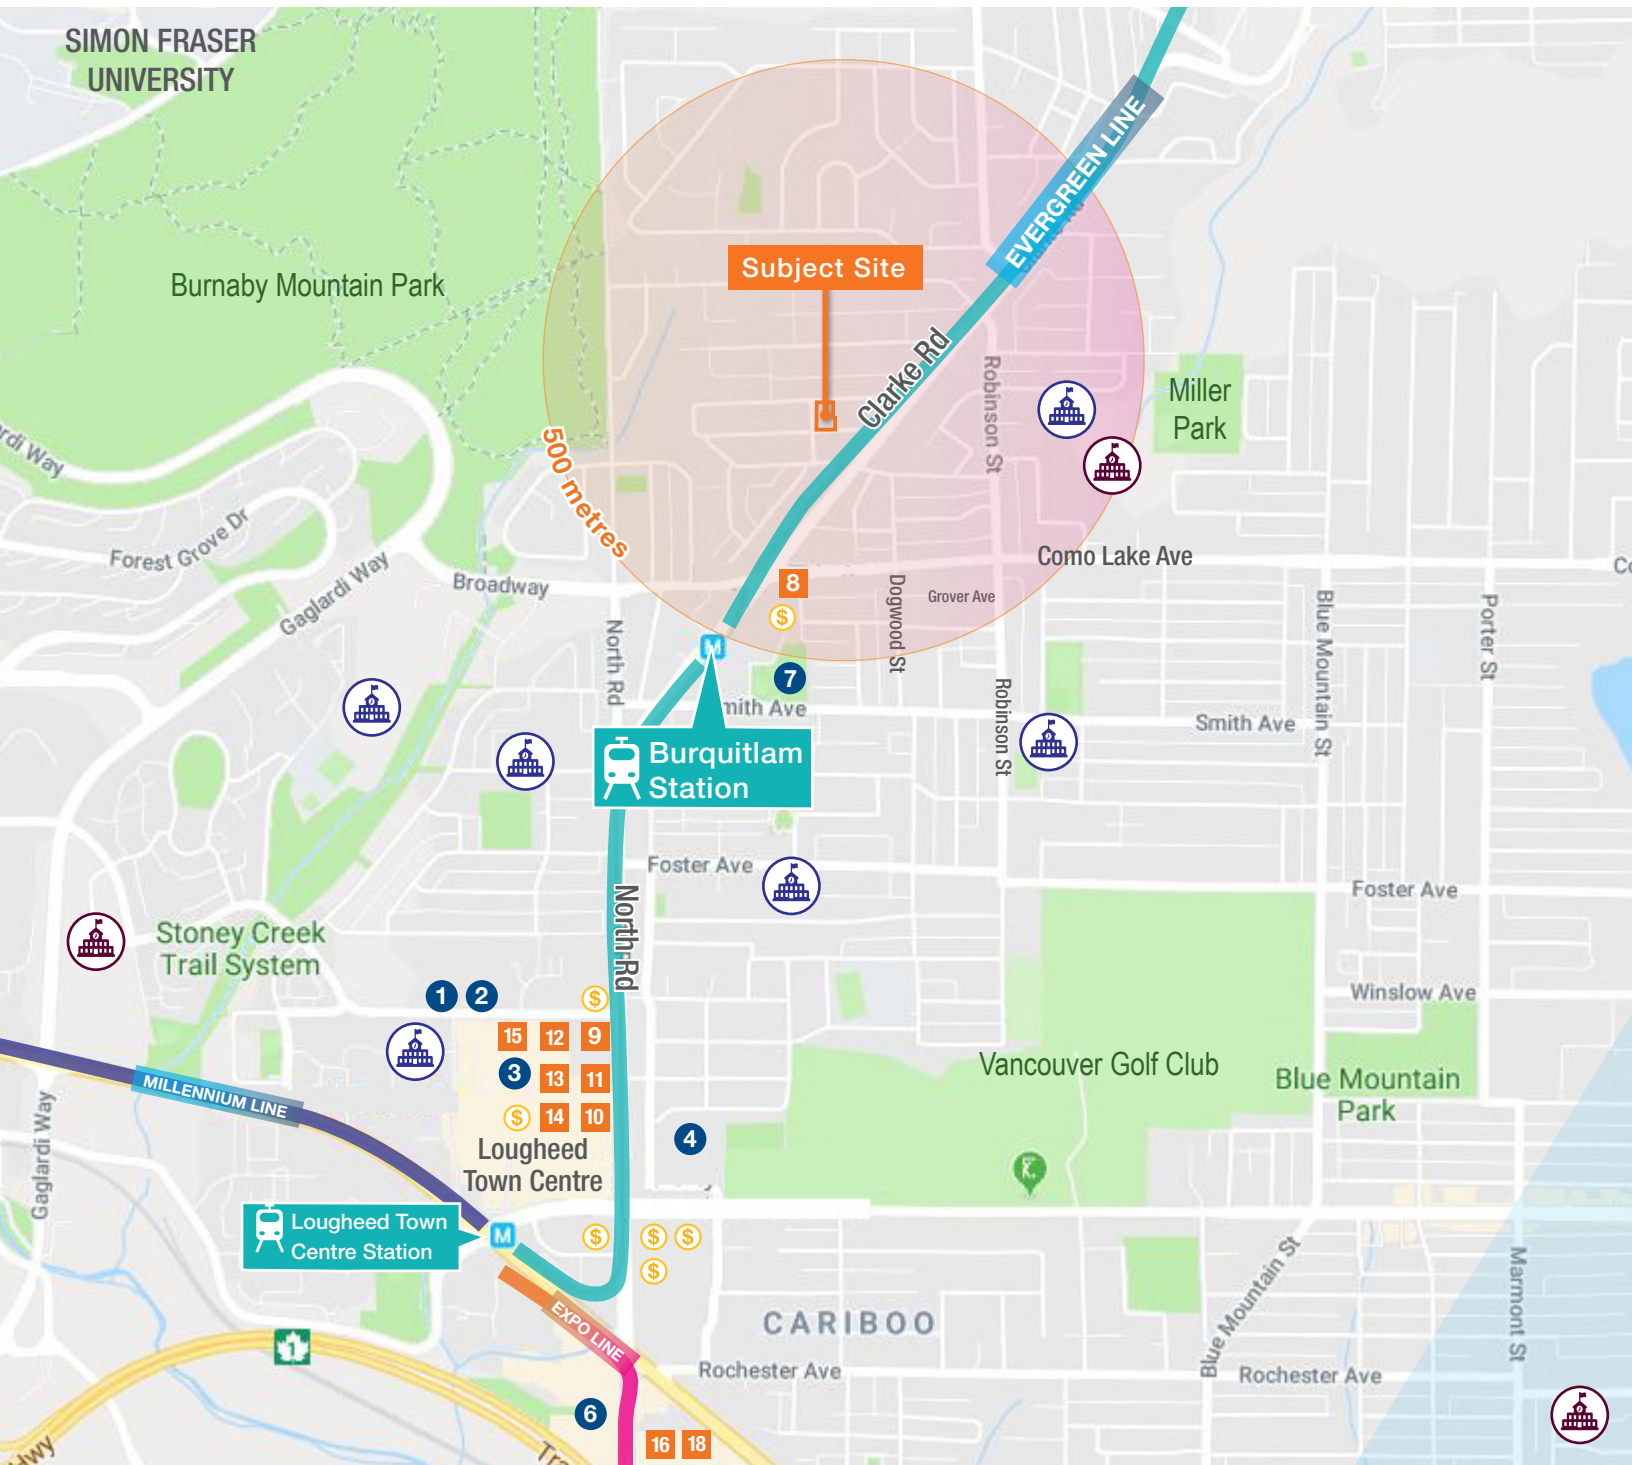 SIMON FRASER
UNIVERSITY
EVERGREEN LINE
Burnaby Mountain Park
Subject Site
Clarke Rd
Robinson St
Miller
Park
500 metres
Forest Grove Dr
Gaglardi Way
Broadway
Como Lake Ave
8
$
Dogwood St
Grover Ave
North Rd
M
Blue Mountain St
Porter St
7
Robinson St
Smith Ave
Burquitlam
Station
Foster Ave
Foster Ave
North Rd
Stoney Creek
Trail System
1
2
$
Winslow Ave
15
12
9
3
13
11
$
14
10
Vancouver Golf Club
Blue Mountain
Park
MILLENNIUM LINE
Gaglardi Way
Lougheed
Town Centre
4
Lougheed Town
Centre Station
M
$
$
$
$
EXPO LINE
CARIBOO
Blue Mountain St
Marmont St
1
Rochester Ave
Rochester Ave
6
16
18
Hwy